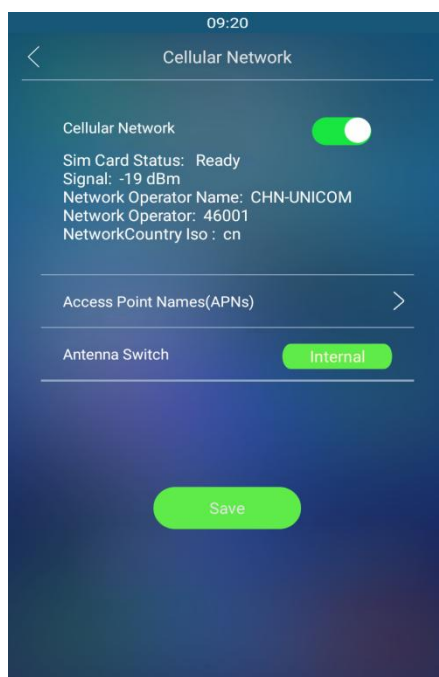 09:20
Cellular Network
Cellular Network
Sim Card Status: Ready
Signal: -19 dBm
Network Operator Name: CHN-UNICOM
Network Operator: 46001
NetworkCountry Iso : cn
Access Point Names(APNs)
Antenna Switch Internal
Save